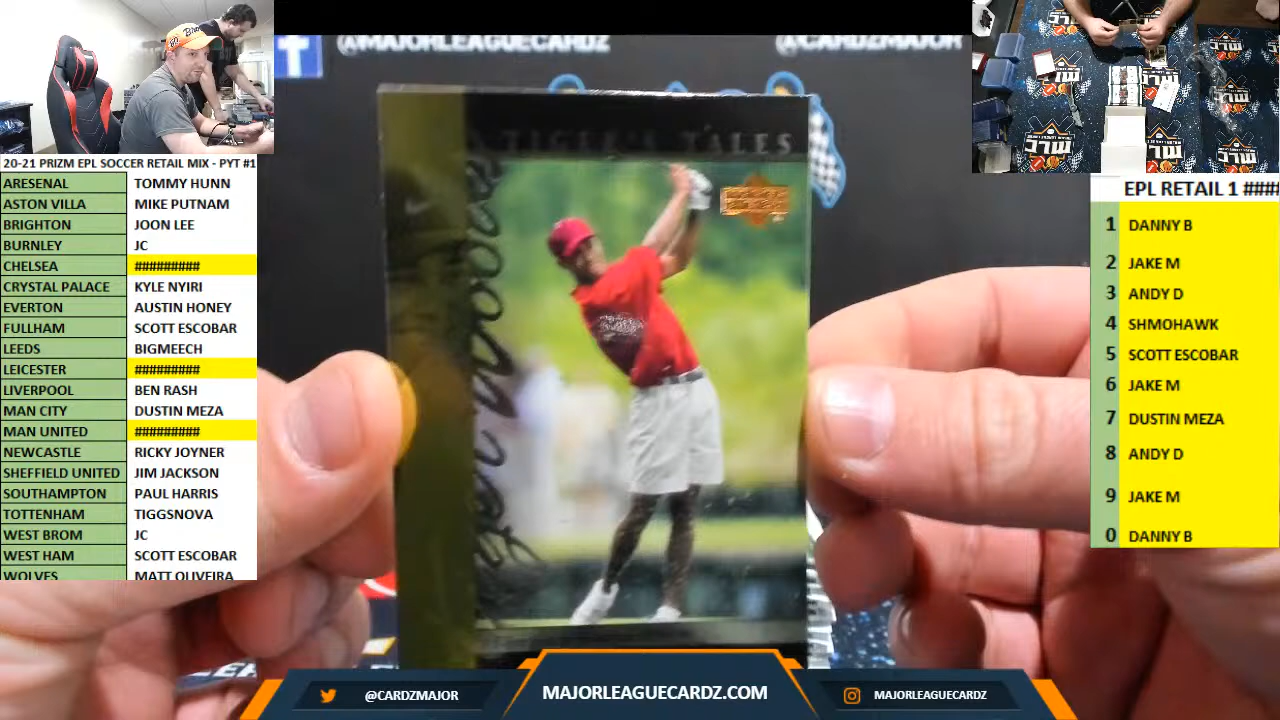 @MAJORLEAGUECARDZ
@CARDZMAJOR
20-21 PRIZM EPL SOCCER RETAIL MIX - PYT #1
ARESENAL TOMMY HUNN
ASTON VILLA MIKE PUTNAM
BRIGHTON JOON LEE
BURNLEY JC
CHELSEA #########
CRYSTAL PALACE KYLE NYIRI
EVERTON AUSTIN HONEY
FULLHAM SCOTT ESCOBAR
LEEDS BIGMEECH
LEICESTER #########
LIVERPOOL BEN RASH
MAN CITY DUSTIN MEZA
MAN UNITED #########
NEWCASTLE RICKY JOYNER
SHEFFIELD UNITED JIM JACKSON
SOUTHAMPTON PAUL HARRIS
TOTTENHAM TIGGSNOVA
WEST BROM JC
WEST HAM SCOTT ESCOBAR
WOLVES MATT OLIVEIRA
TIGER'S TALES
EPL RETAIL 1 ####
1 DANNY B
2 JAKE M
3 ANDY D
4 SHMOHAWK
5 SCOTT ESCOBAR
6 JAKE M
7 DUSTIN MEZA
8 ANDY D
9 JAKE M
0 DANNY B
@CARDZMAJOR
MAJORLEAGUECARDZ.COM
MAJORLEAGUECARDZ